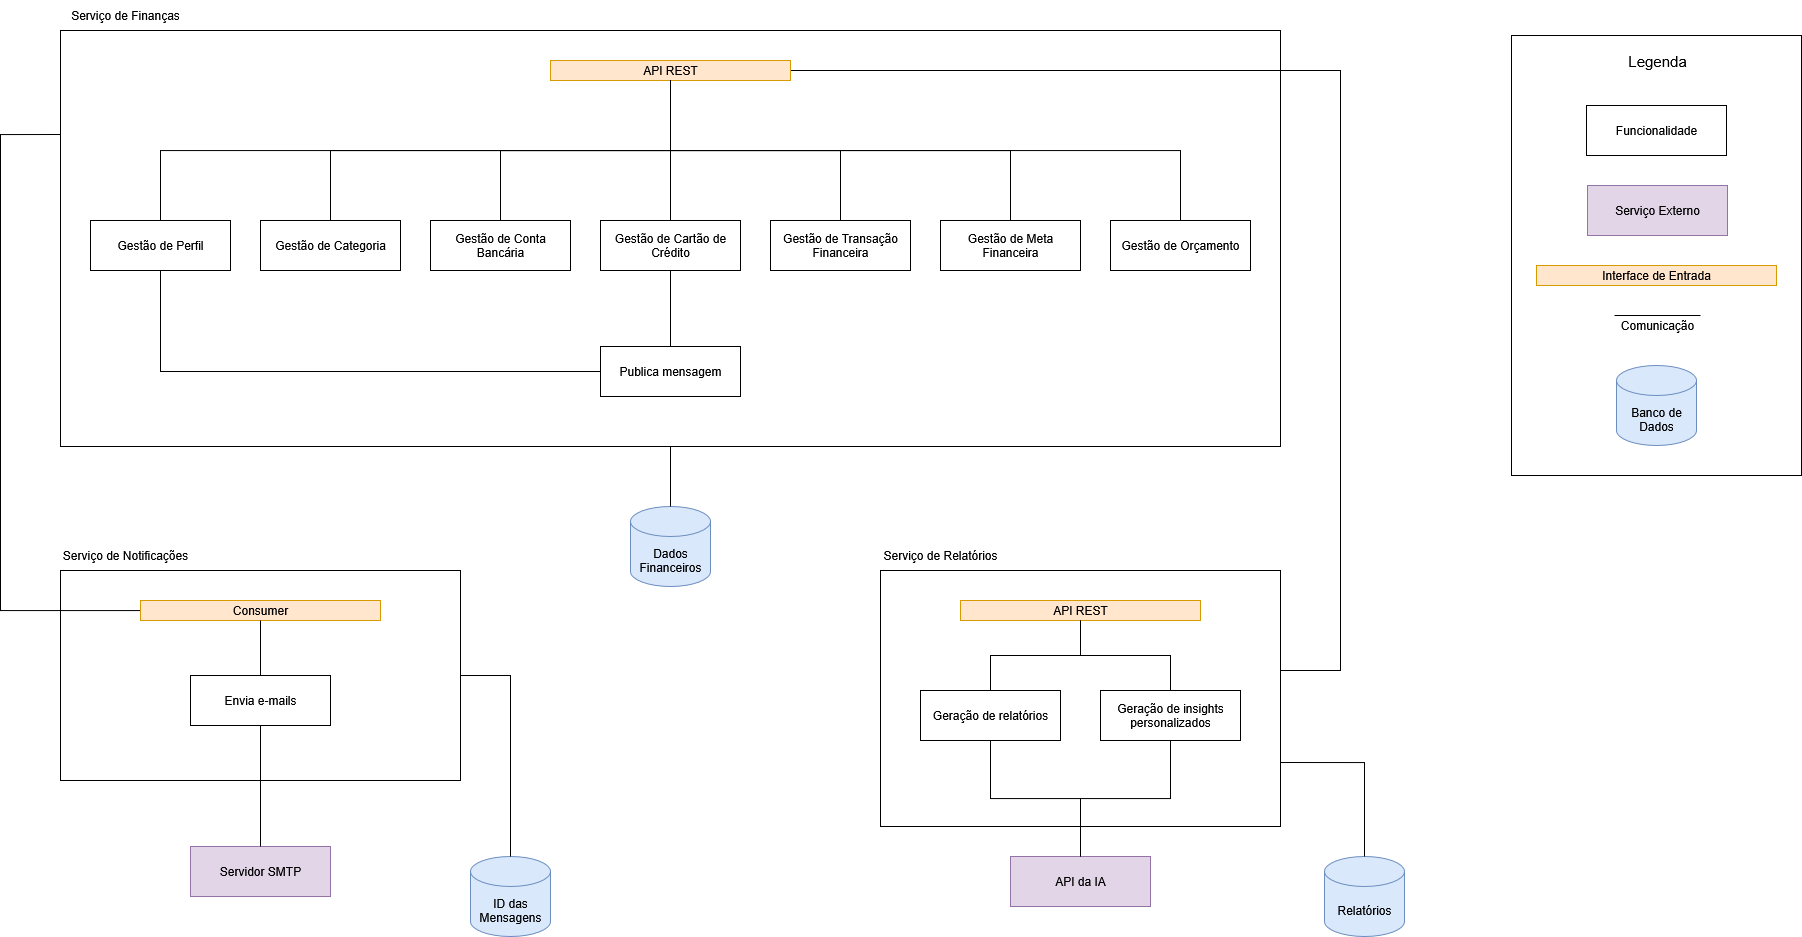 Serviço de Finanças
API REST
Gestão de Perfil
Gestão de Categoria
Gestão de Conta
Bancária
Gestão de Cartão de
Crédito
Gestão de Transação
Financeira
Gestão de Meta
Financeira
Gestão de Orçamento
Publica mensagem
Dados
Financeiros
Serviço de Notificações
Consumer
Envia e-mails
Servidor SMTP
ID das
Mensagens
Serviço de Relatórios
API REST
Geração de relatórios
Geração de insights
personalizados
API da IA
Relatórios
Legenda
Funcionalidade
Serviço Externo
Interface de Entrada
Comunicação
Banco de
Dados